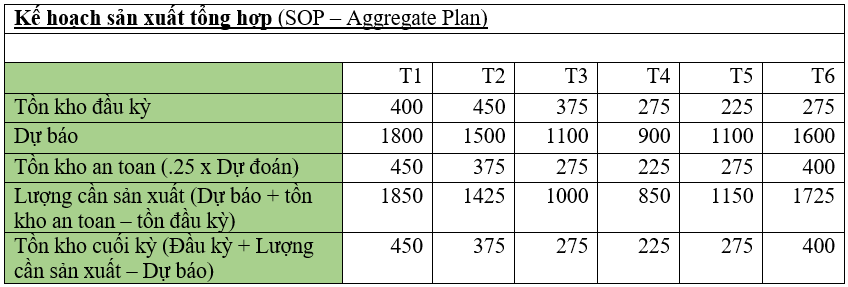 Kế hoạch sản xuất tổng hợp (SOP – Aggregate Plan)
T1 T2 T3 T4 T5 T6
Tồn kho đầu kỳ 400 450 375 275 225 275
Dự báo 1800 1500 1100 900 1100 1600
Tồn kho an toan (.25 x Dự đoán) 450 375 275 225 275 400
Lượng cần sản xuất (Dự báo + tồn 1850 1425 1000 850 1150 1725
kho an toan – tồn đầu kỳ)
Tồn kho cuối kỳ (Đầu kỳ + Lượng 450 375 275 225 275 400
cần sản xuất – Dự báo)